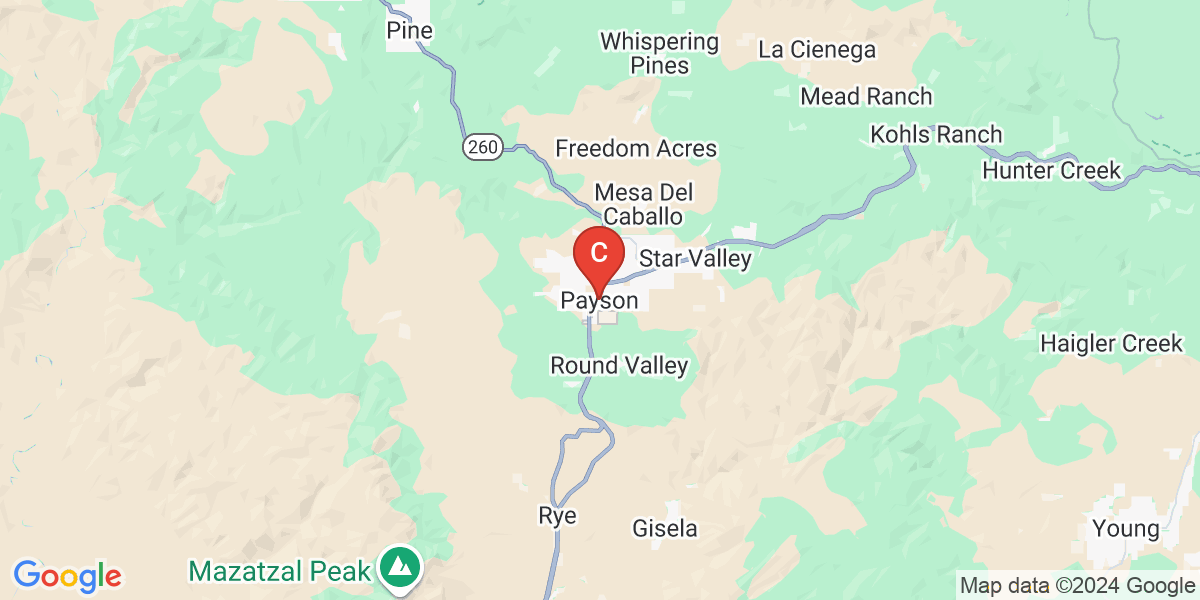 Pine
Whispering
Pines
La Cienega
Mead Ranch
Kohls Ranch
260
Freedom Acres
Hunter Creek
Mesa Del
Caballo
C
Star Valley
Payson
Haigler Creek
Round Valley
Rye
Gisela
Young
Mazatzal Peak
Google
Map data ©2024 Google